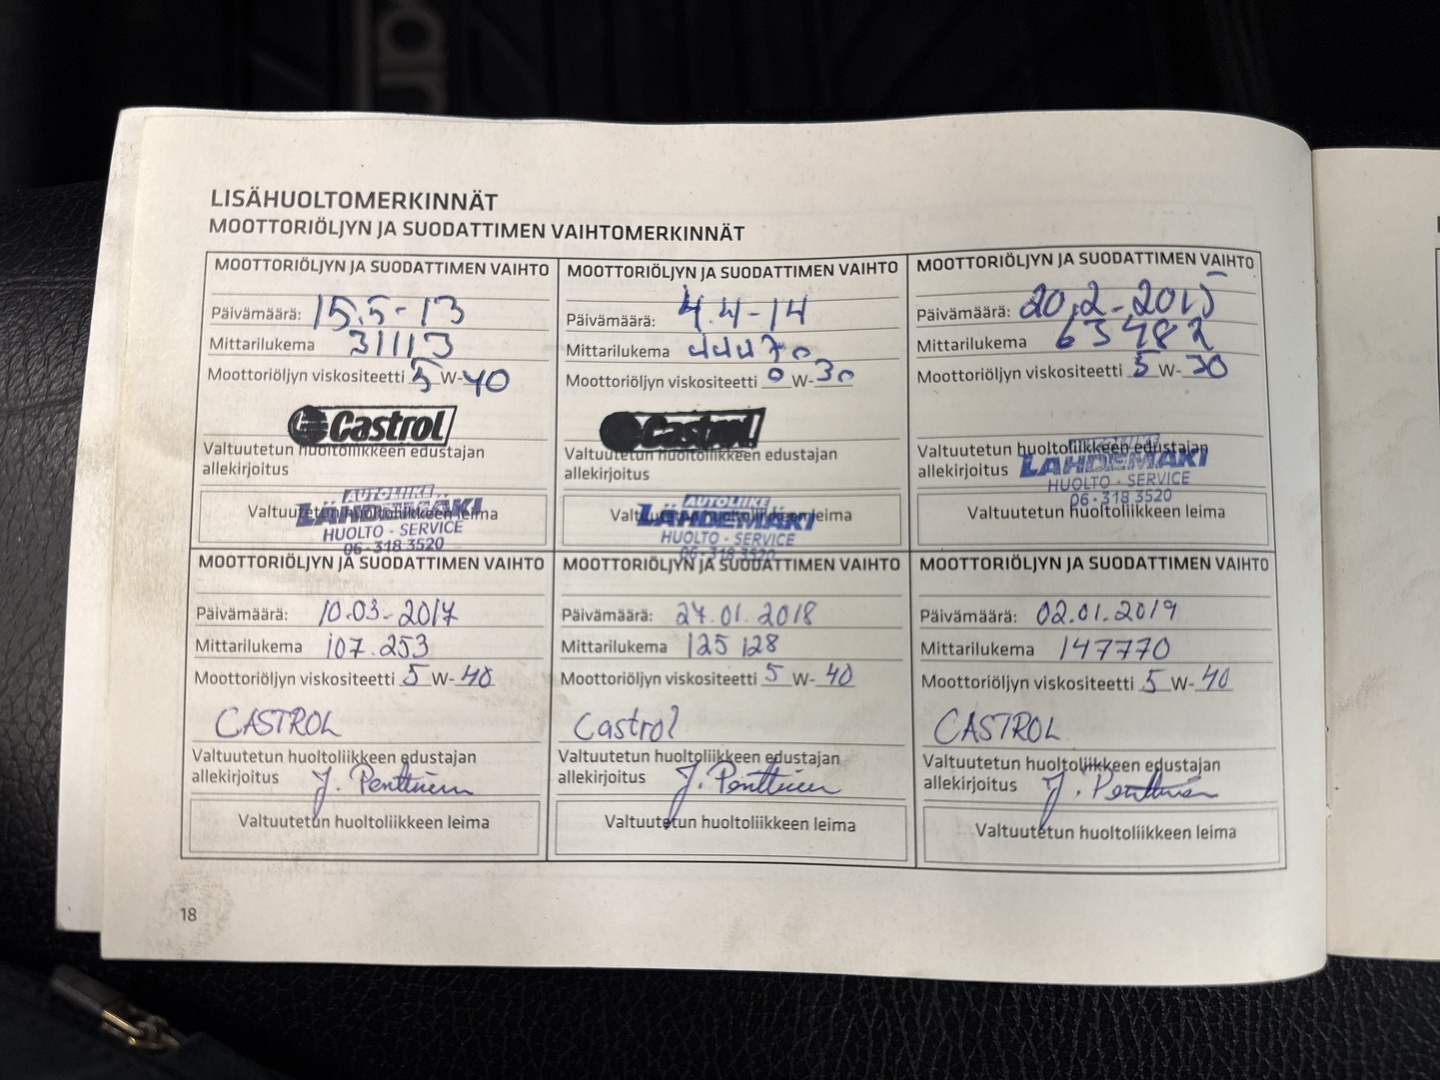 LISÄHUOLTOMERKINNÄT
MOOTTORIÖLJYN JA SUODATTIMEN VAIHTOMERKINNÄT
MOOTTORIÖLJYN JA SUODATTIMEN VAIHTO
Päivämäärä: 15.5-13
Mittarilukema 31113
Moottoriöljyn viskositeetti 5 W-40
Castrol
Valtuutetun huoltoliikkeen edustajan
allekirjoitus
Valtuutetun huoltoliikkeen leima
AUTOLIIKE
LÄHDEMÄKI
HUOLTO - SERVICE
06 - 318 3520
MOOTTORIÖLJYN JA SUODATTIMEN VAIHTO
Päivämäärä: 4.4-14
Mittarilukema 44470
Moottoriöljyn viskositeetti 0 W-30
Castrol
Valtuutetun huoltoliikkeen edustajan
allekirjoitus
Valtuutetun huoltoliikkeen leima
AUTOLIIKE
LÄHDEMÄKI
HUOLTO - SERVICE
06 - 318 3520
MOOTTORIÖLJYN JA SUODATTIMEN VAIHTO
Päivämäärä: 20.2-2015
Mittarilukema 63482
Moottoriöljyn viskositeetti 5 W-30
Valtuutetun huoltoliikkeen edustajan
allekirjoitus
AUTOLIIKE
LÄHDEMÄKI
HUOLTO - SERVICE
06 - 318 3520
Valtuutetun huoltoliikkeen leima
MOOTTORIÖLJYN JA SUODATTIMEN VAIHTO
Päivämäärä: 10.03-2017
Mittarilukema 107.253
Moottoriöljyn viskositeetti 5 W-40
CASTROL
Valtuutetun huoltoliikkeen edustajan
allekirjoitus J. Penttinen
Valtuutetun huoltoliikkeen leima
MOOTTORIÖLJYN JA SUODATTIMEN VAIHTO
Päivämäärä: 27.01.2018
Mittarilukema 125 128
Moottoriöljyn viskositeetti 5 W-40
Castrol
Valtuutetun huoltoliikkeen edustajan
allekirjoitus J. Penttinen
Valtuutetun huoltoliikkeen leima
MOOTTORIÖLJYN JA SUODATTIMEN VAIHTO
Päivämäärä: 02.01.2019
Mittarilukema 147770
Moottoriöljyn viskositeetti 5 W-40
CASTROL
Valtuutetun huoltoliikkeen edustajan
allekirjoitus J. Penttinen
Valtuutetun huoltoliikkeen leima
18